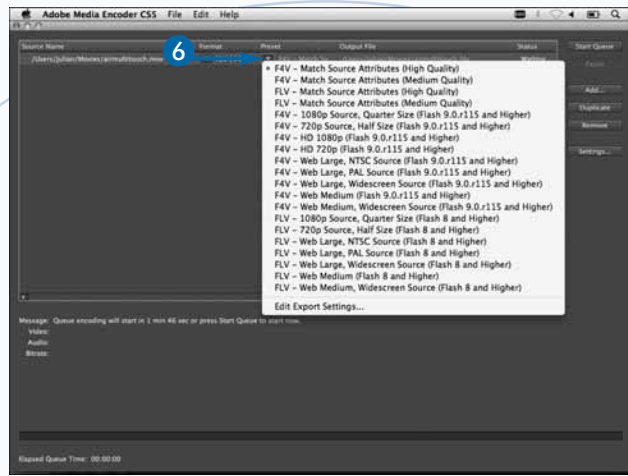 Adobe Media Encoder CS5 File Edit Help
Source Name Format Preset Output File Status Start Queue
/Users/julian/Movies/airmultitouch.mov Waiting
6
F4V – Match Source Attributes (High Quality)
F4V – Match Source Attributes (Medium Quality)
FLV – Match Source Attributes (High Quality)
FLV – Match Source Attributes (Medium Quality)
F4V – 1080p Source, Quarter Size (Flash 9.0.r115 and Higher)
F4V – 720p Source, Half Size (Flash 9.0.r115 and Higher)
F4V – HD 1080p (Flash 9.0.r115 and Higher)
F4V – HD 720p (Flash 9.0.r115 and Higher)
F4V – Web Large, NTSC Source (Flash 9.0.r115 and Higher)
F4V – Web Large, PAL Source (Flash 9.0.r115 and Higher)
F4V – Web Large, Widescreen Source (Flash 9.0.r115 and Higher)
F4V – Web Medium (Flash 9.0.r115 and Higher)
F4V – Web Medium, Widescreen Source (Flash 9.0.r115 and Higher)
FLV – 1080p Source, Quarter Size (Flash 8 and Higher)
FLV – 720p Source, Half Size (Flash 8 and Higher)
FLV – Web Large, NTSC Source (Flash 8 and Higher)
FLV – Web Large, PAL Source (Flash 8 and Higher)
FLV – Web Large, Widescreen Source (Flash 8 and Higher)
FLV – Web Medium (Flash 8 and Higher)
FLV – Web Medium, Widescreen Source (Flash 8 and Higher)
Edit Export Settings...
Pause
Add...
Duplicate
Remove
Settings...
Message: Queue encoding will start in 1 min 46 sec or press Start Queue to start now.
Video:
Audio:
Bitrate:
Elapsed Queue Time: 00:00:00